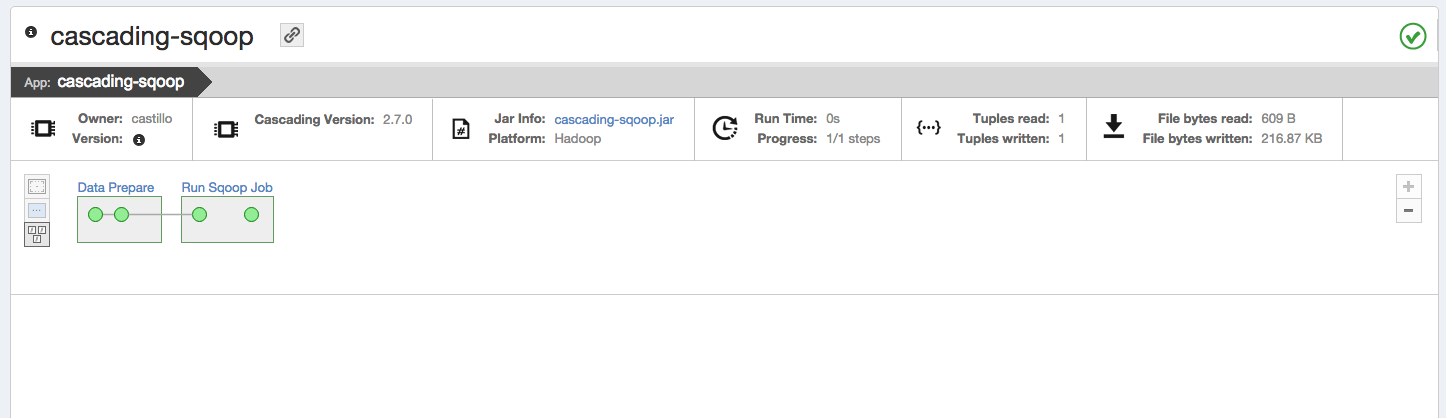 cascading-sqoop
App: cascading-sqoop
Owner: castillo
Version:
Cascading Version: 2.7.0
Jar Info: cascading-sqoop.jar
Platform: Hadoop
Run Time: 0s
Progress: 1/1 steps
Tuples read: 1
Tuples written: 1
File bytes read: 609 B
File bytes written: 216.87 KB
Data Prepare
Run Sqoop Job